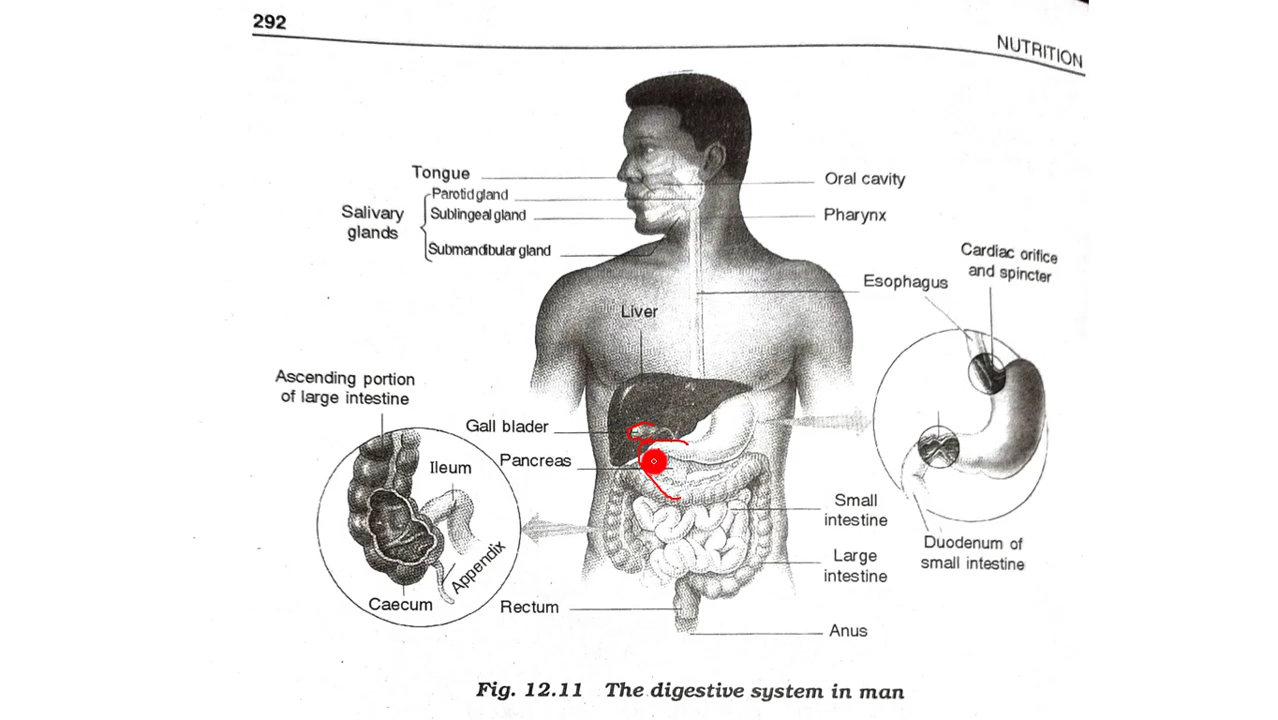 292
NUTRITION
Tongue
Parotid gland
Salivary
glands
Sublingeal gland
Submandibular gland
Oral cavity
Pharynx
Esophagus
Cardiac orifice
and spincter
Liver
Ascending portion
of large intestine
Gall blader
Pancreas
Ileum
Appendix
Caecum
Rectum
Small
intestine
Large
intestine
Anus
Duodenum of
small intestine
Fig. 12.11 The digestive system in man